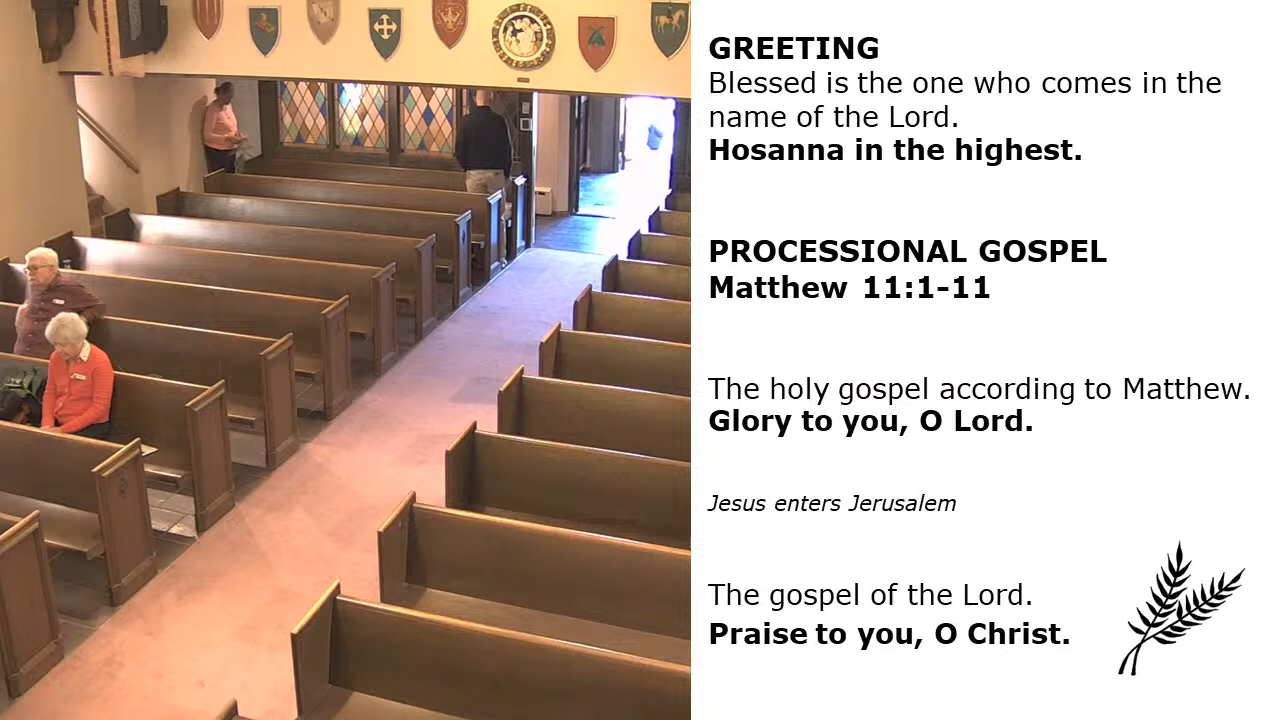 GREETING
Blessed is the one who comes in the
name of the Lord.
Hosanna in the highest.
PROCESSIONAL GOSPEL
Matthew 11:1-11
The holy gospel according to Matthew.
Glory to you, O Lord.
Jesus enters Jerusalem
The gospel of the Lord.
Praise to you, O Christ.